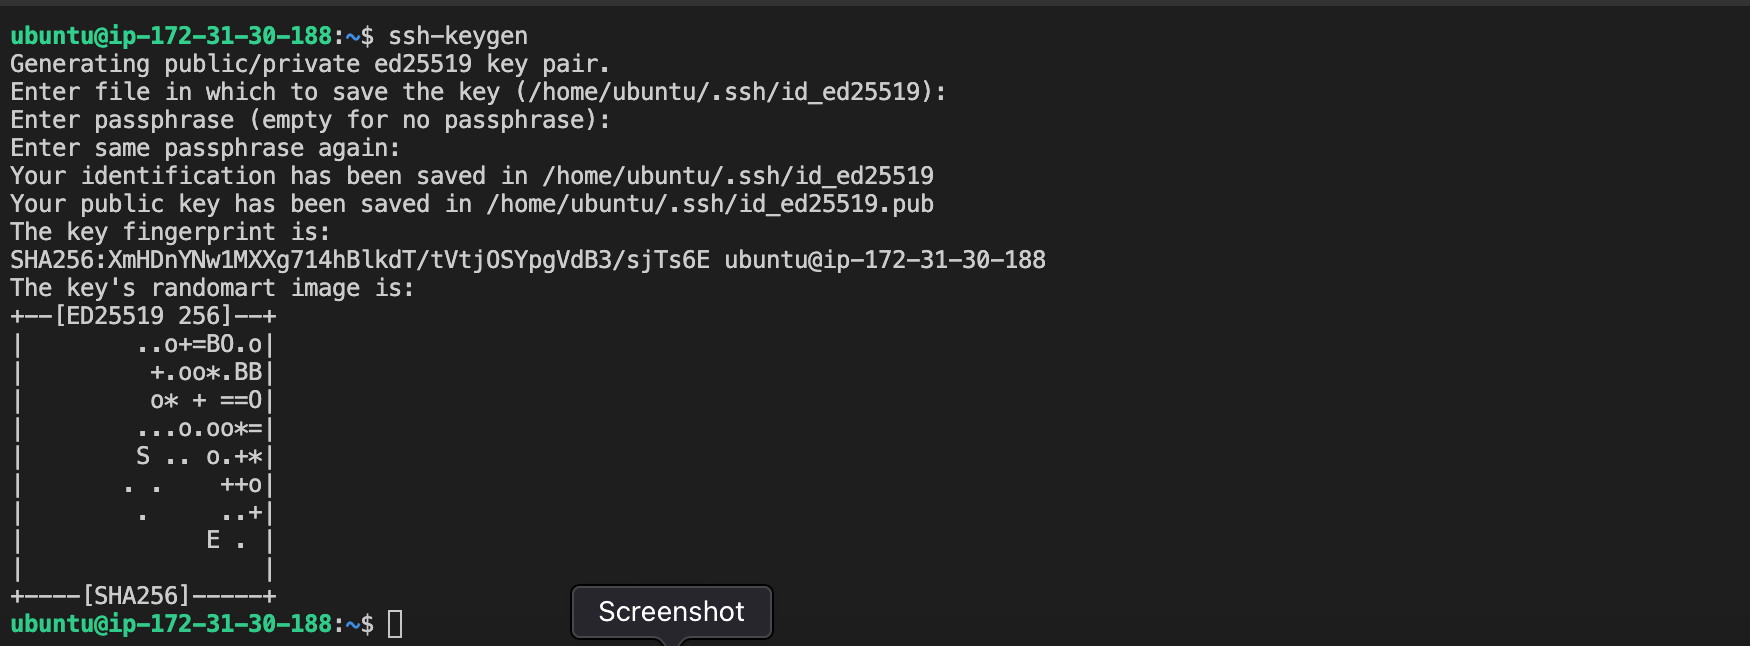 ubuntu@ip-172-31-30-188:~$ ssh-keygen
Generating public/private ed25519 key pair.
Enter file in which to save the key (/home/ubuntu/.ssh/id_ed25519):
Enter passphrase (empty for no passphrase):
Enter same passphrase again:
Your identification has been saved in /home/ubuntu/.ssh/id_ed25519
Your public key has been saved in /home/ubuntu/.ssh/id_ed25519.pub
The key fingerprint is:
SHA256:XmHDnYNw1MXXg714hBlkdT/tVtjOSYpgVdB3/sjTs6E ubuntu@ip-172-31-30-188
The key's randomart image is:
+--[ED25519 256]--+
|        ..o+=BO.o|
|         +.oo*.BB|
|         o* + ==O|
|        ...o.oo*=|
|        S .. o.+*|
|       . .    ++o|
|        .     ..+|
|             E . |
|                 |
+----[SHA256]-----+
ubuntu@ip-172-31-30-188:~$
Screenshot